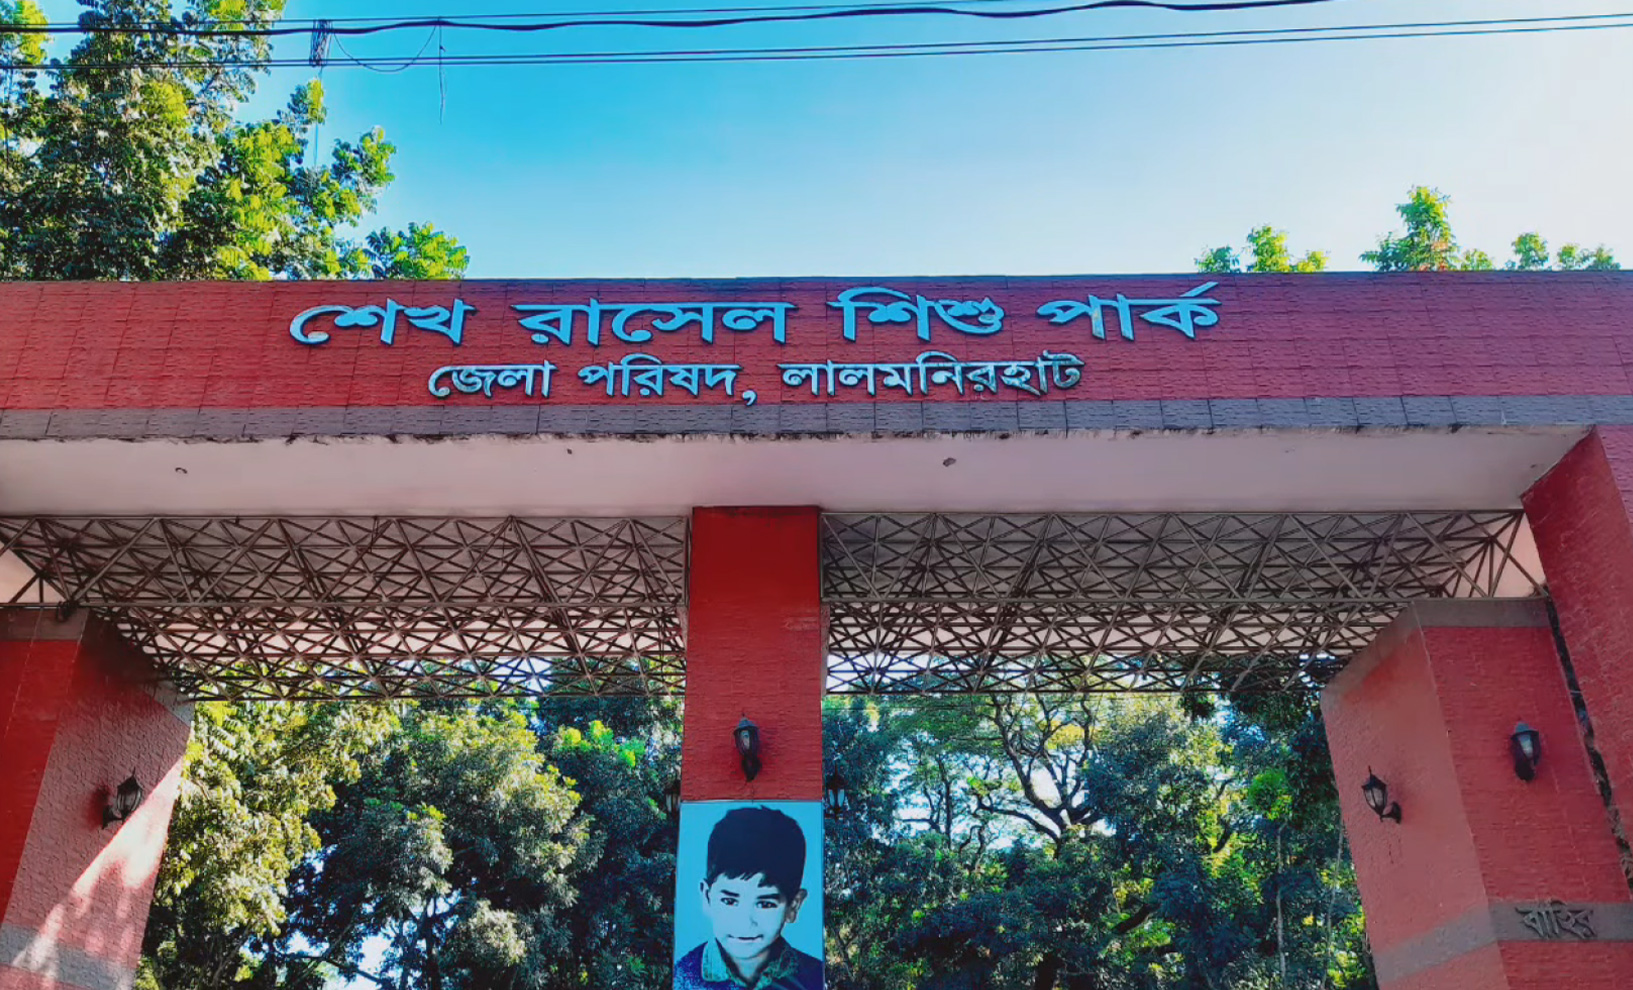 শেখ রাসেল শিশু পার্ক
জেলা পরিষদ, লালমনিরহাট
বাহির